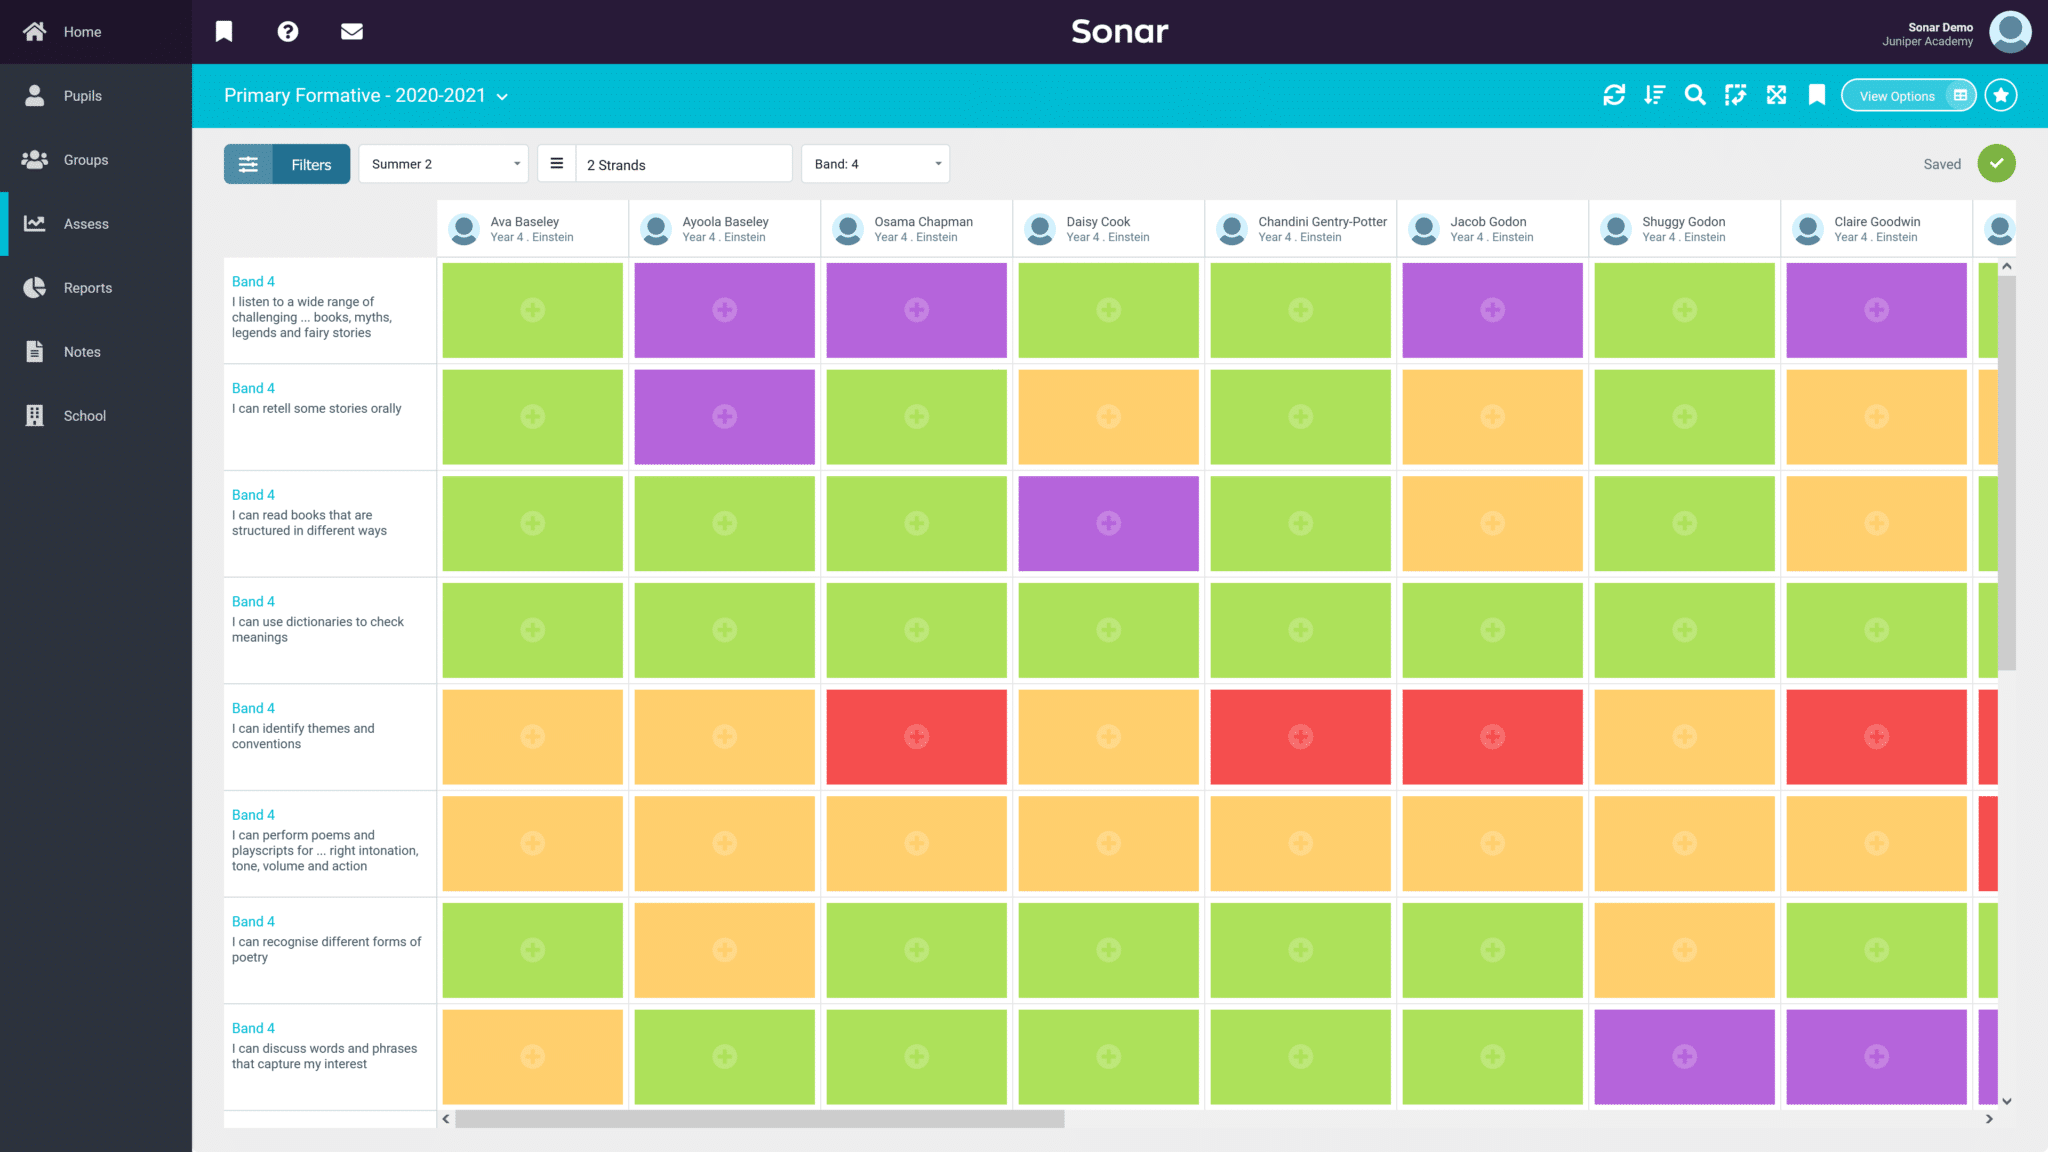 Home
Sonar
Sonar Demo
Juniper Academy
Pupils
Groups
Assess
Reports
Notes
School
Primary Formative - 2020-2021
View Options
Filters
Summer 2
2 Strands
Band: 4
Saved
Ava Baseley
Year 4 . Einstein
Ayoola Baseley
Year 4 . Einstein
Osama Chapman
Year 4 . Einstein
Daisy Cook
Year 4 . Einstein
Chandini Gentry-Potter
Year 4 . Einstein
Jacob Godon
Year 4 . Einstein
Shuggy Godon
Year 4 . Einstein
Claire Goodwin
Year 4 . Einstein
Band 4
I listen to a wide range of
challenging ... books, myths,
legends and fairy stories
Band 4
I can retell some stories orally
Band 4
I can read books that are
structured in different ways
Band 4
I can use dictionaries to check
meanings
Band 4
I can identify themes and
conventions
Band 4
I can perform poems and
playscripts for ... right intonation,
tone, volume and action
Band 4
I can recognise different forms of
poetry
Band 4
I can discuss words and phrases
that capture my interest